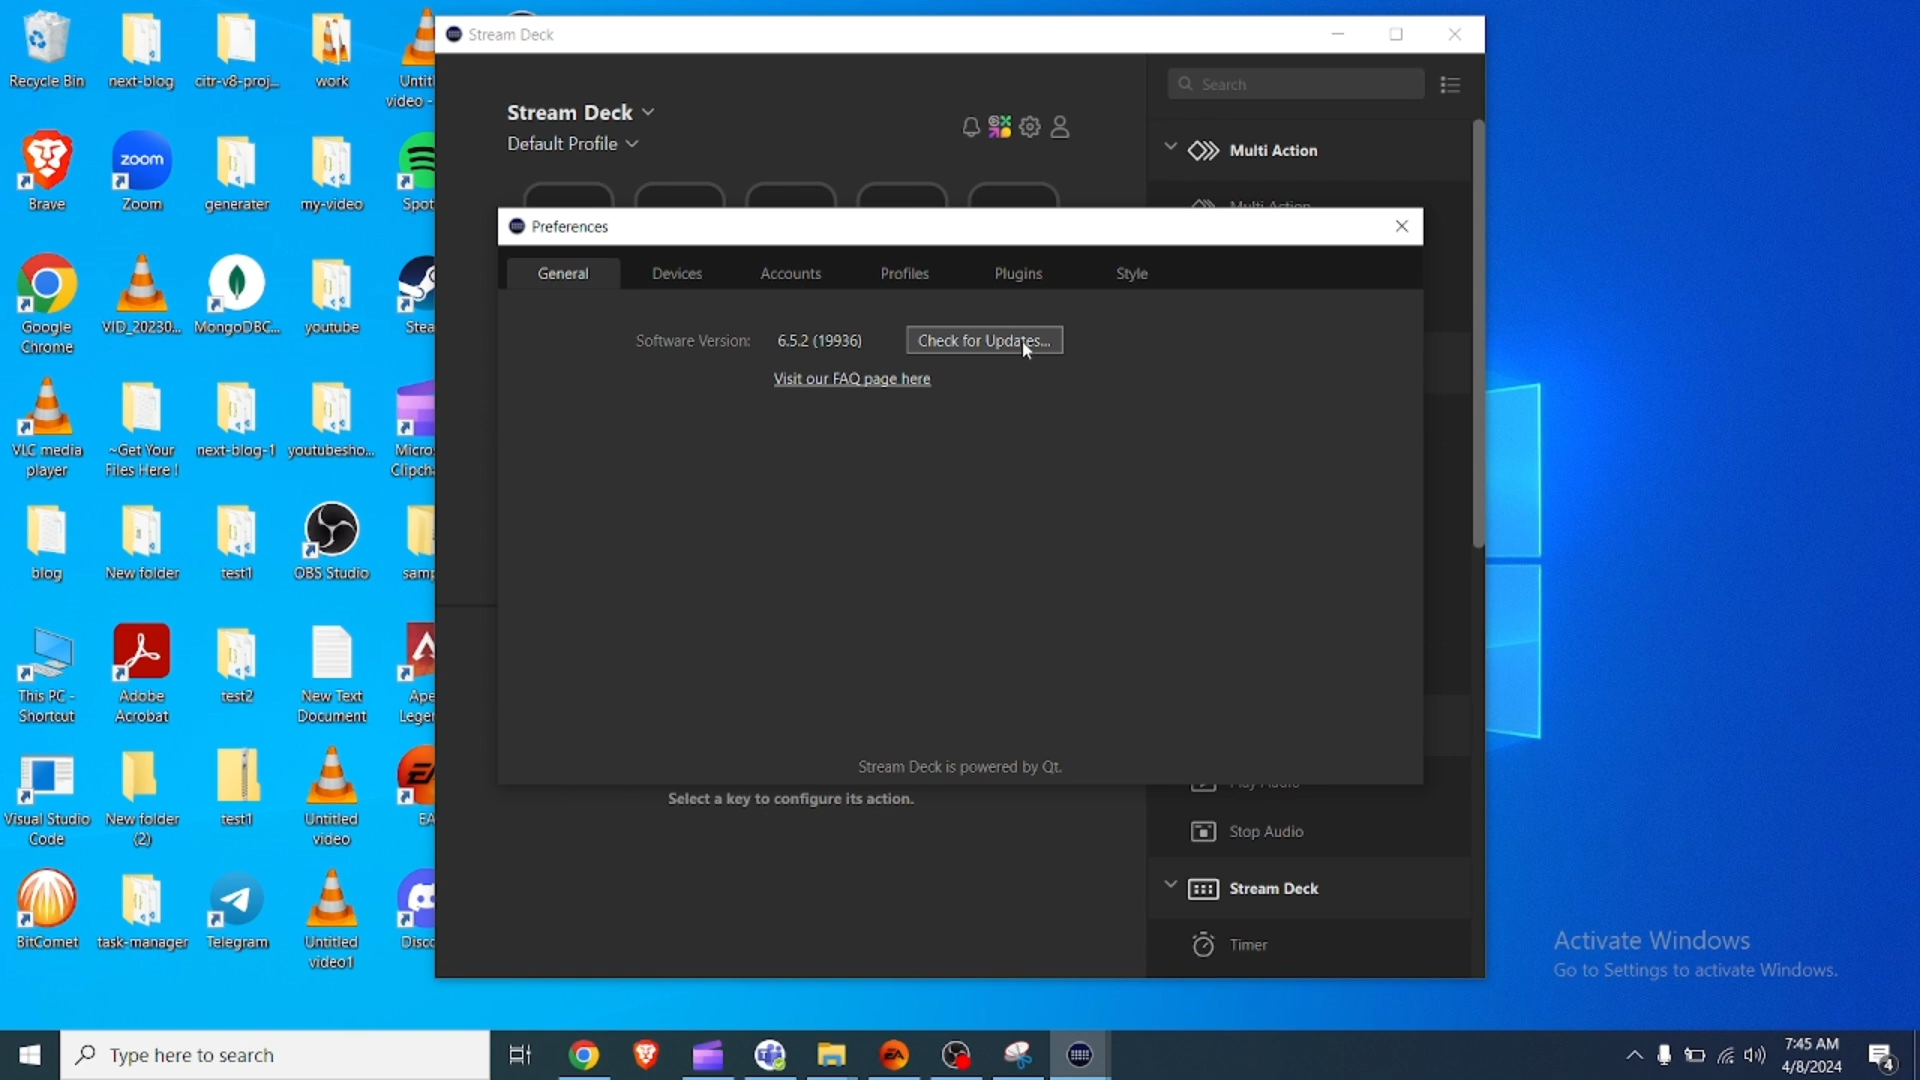 Recycle Bin
next-blog
citr-v8-proj...
work
Untitl
video -
Brave
zoom
Zoom
generater
my-video
Spot
Google
Chrome
VID_20230...
MongoDBC...
youtube
Stea
VLC media
player
~Get Your
Files Here !
next-blog-1
youtubesho...
Micro
Clipch
blog
New folder
test1
OBS Studio
samp
This PC -
Shortcut
Adobe
Acrobat
test2
New Text
Document
Ape
Legen
Visual Studio
Code
New folder
(2)
test1
Untitled
video
EA
BitComet
task-manager
Telegram
Untitled
video1
Disco
Stream Deck
Stream Deck
Default Profile
Search
Multi Action
Multi Action
Preferences
General
Devices
Accounts
Profiles
Plugins
Style
Software Version:
6.5.2 (19936)
Check for Updates...
Visit our FAQ page here
Stream Deck is powered by Qt.
Select a key to configure its action.
Play Audio
Stop Audio
Stream Deck
Timer
Activate Windows
Go to Settings to activate Windows.
Type here to search
7:45 AM
4/8/2024
4